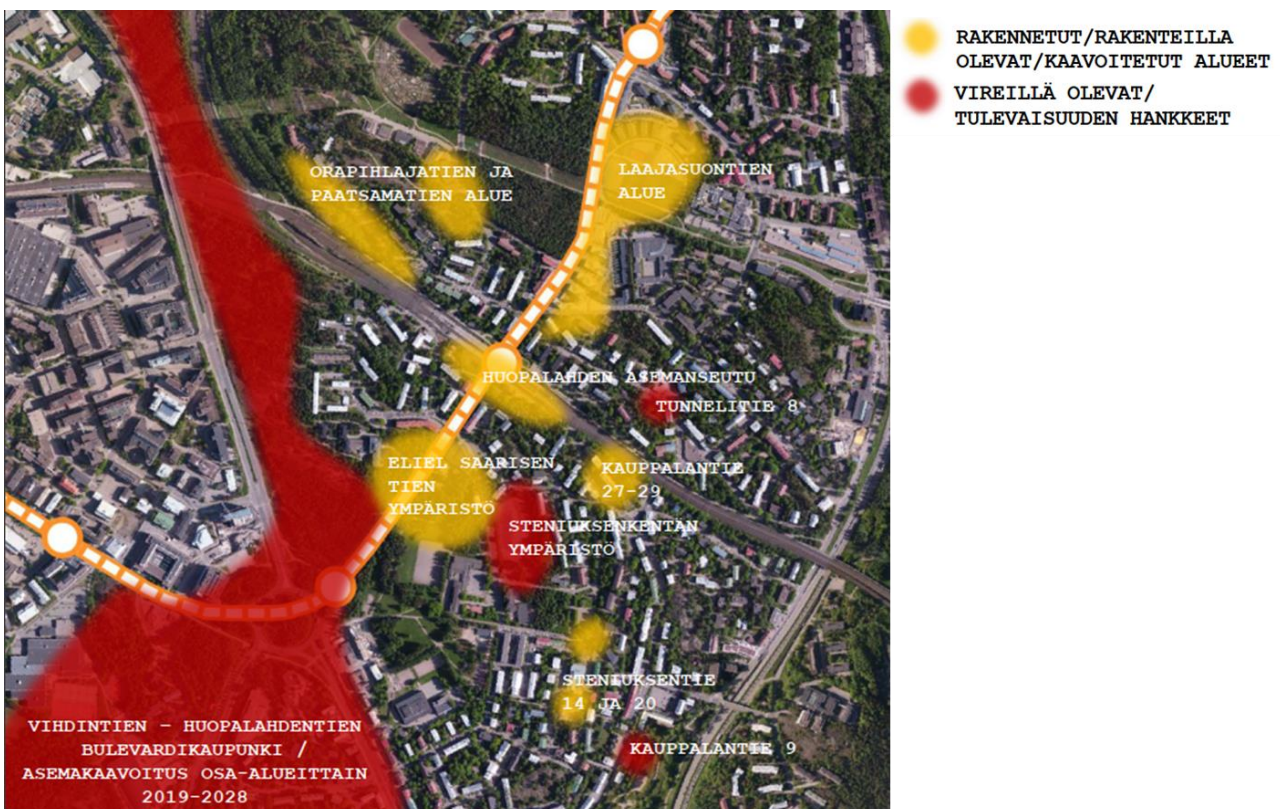 RAKENNETUT/RAKENTEILLA
OLEVAT/KAAVOITETUT ALUEET
VIREILLÄ OLEVAT/
TULEVAISUUDEN HANKKEET
ORAPIHLAJATIEN JA
PAATSAMATIEN ALUE
LAAJASUONTIEN
ALUE
HUOPALAHDEN ASEMANSEUTU
TUNNELITIE 8
ELIEL SAARISEN
TIEN
YMPÄRISTÖ
KAUPPALANTIE
27-29
STENIUKSENKENTÄN
YMPÄRISTÖ
STENIUKSENTIE
14 JA 20
KAUPPALANTIE 9
VIHDINTIEN – HUOPALAHDENTIEN
BULEVARDIKAUPUNKI /
ASEMAKAAVOITUS OSA-ALUEITTAIN
2019-2028